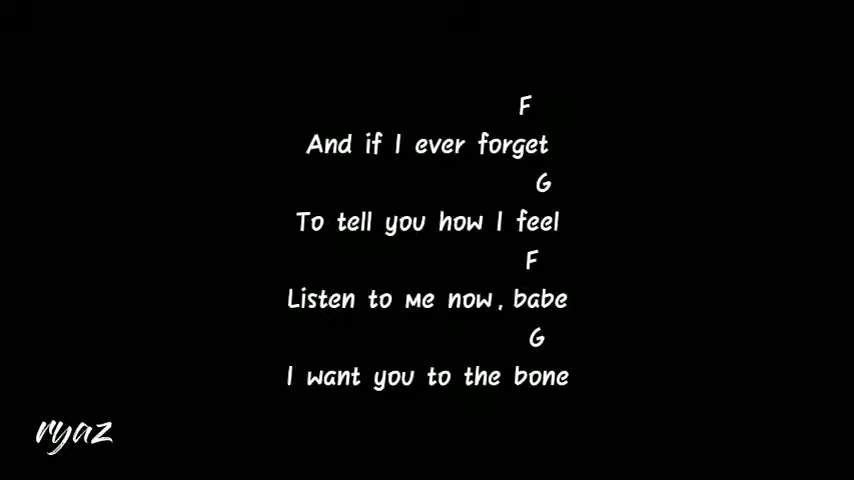 F
And if I ever forget
G
To tell you how I feel
F
Listen to me now, babe
G
I want you to the bone
ryaz